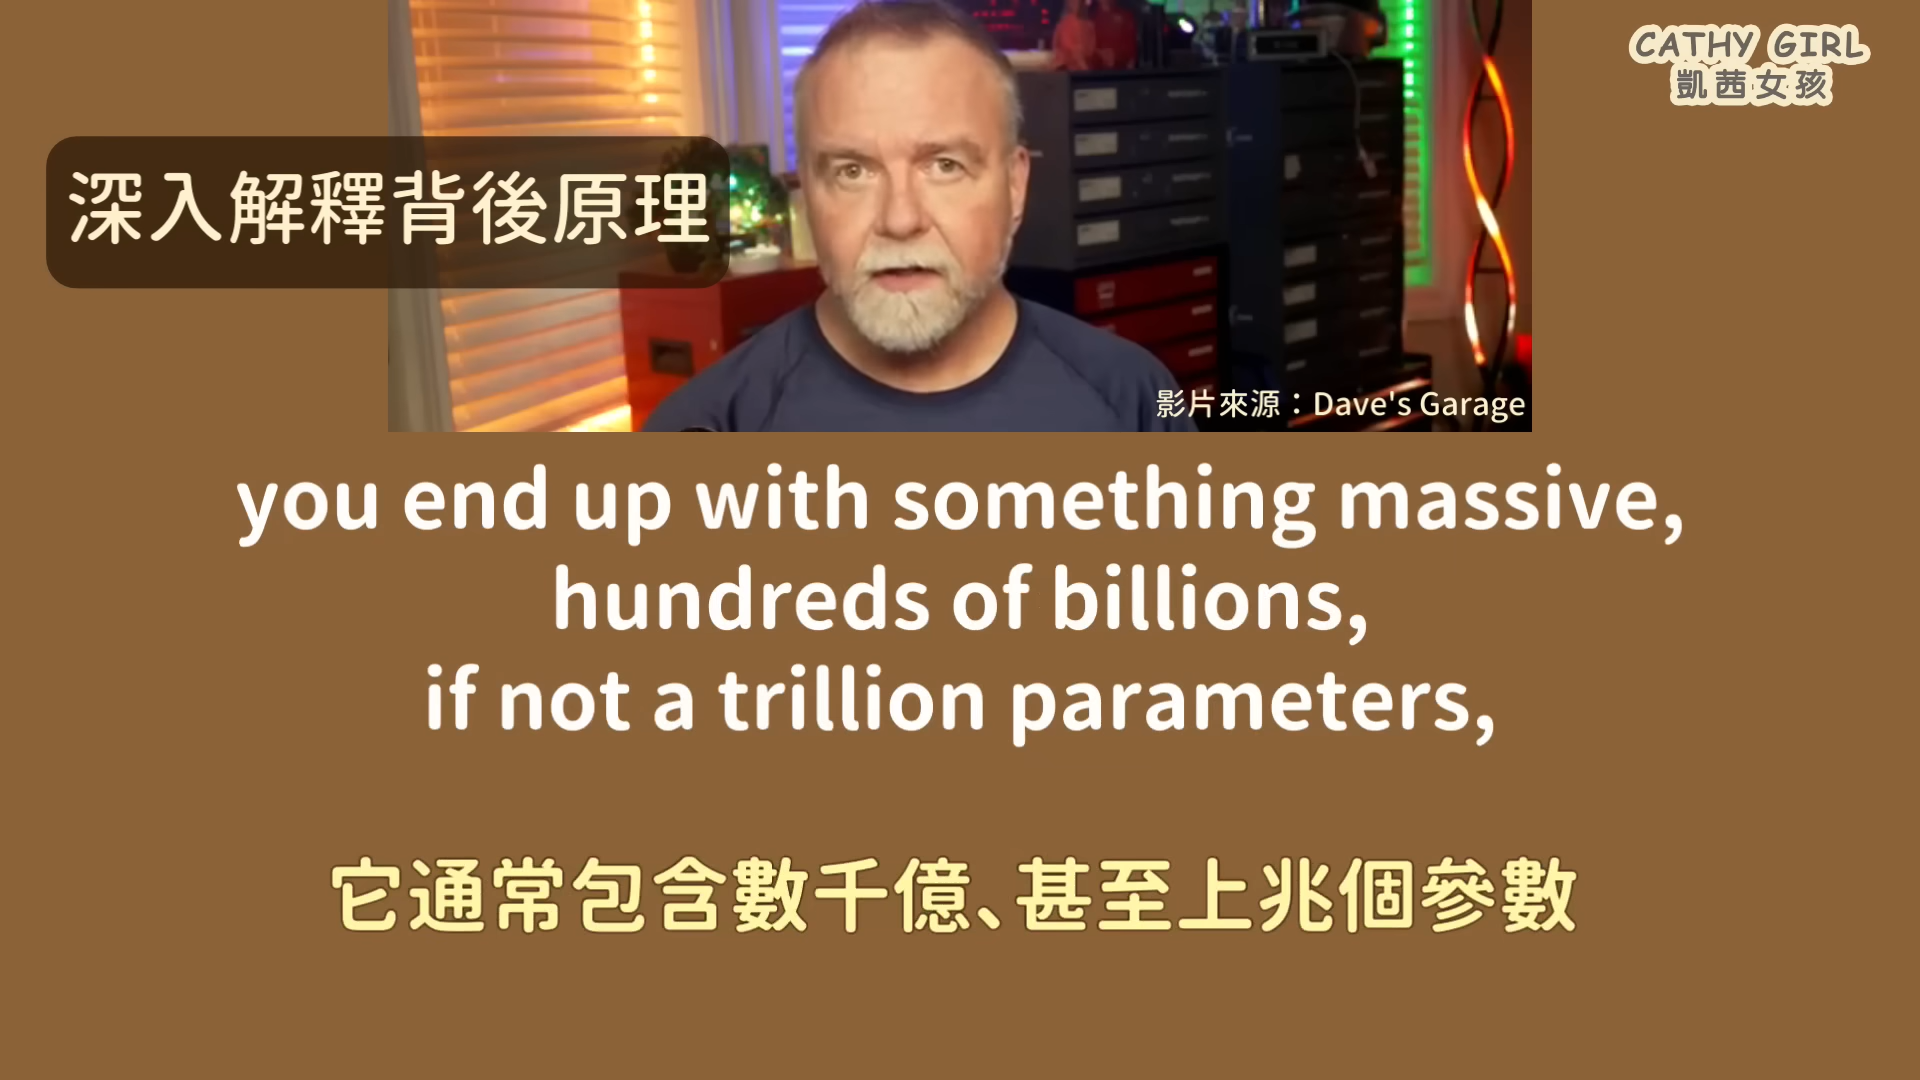 CATHY GIRL
凱茜女孩
深入解釋背後原理
影片來源：Dave's Garage
you end up with something massive,
hundreds of billions,
if not a trillion parameters,
它通常包含數千億、甚至上兆個參數